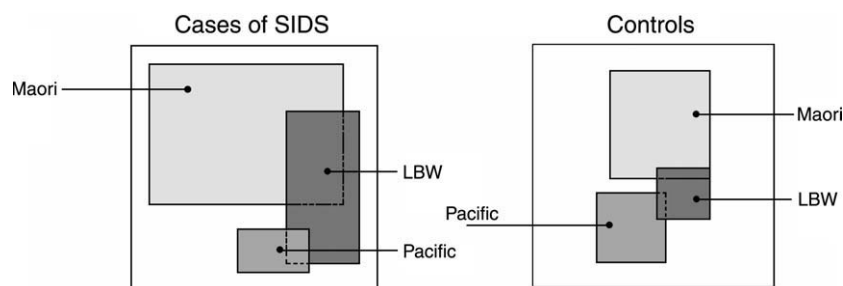 Cases of SIDS
Maori
LBW
Pacific
Controls
Maori
LBW
Pacific